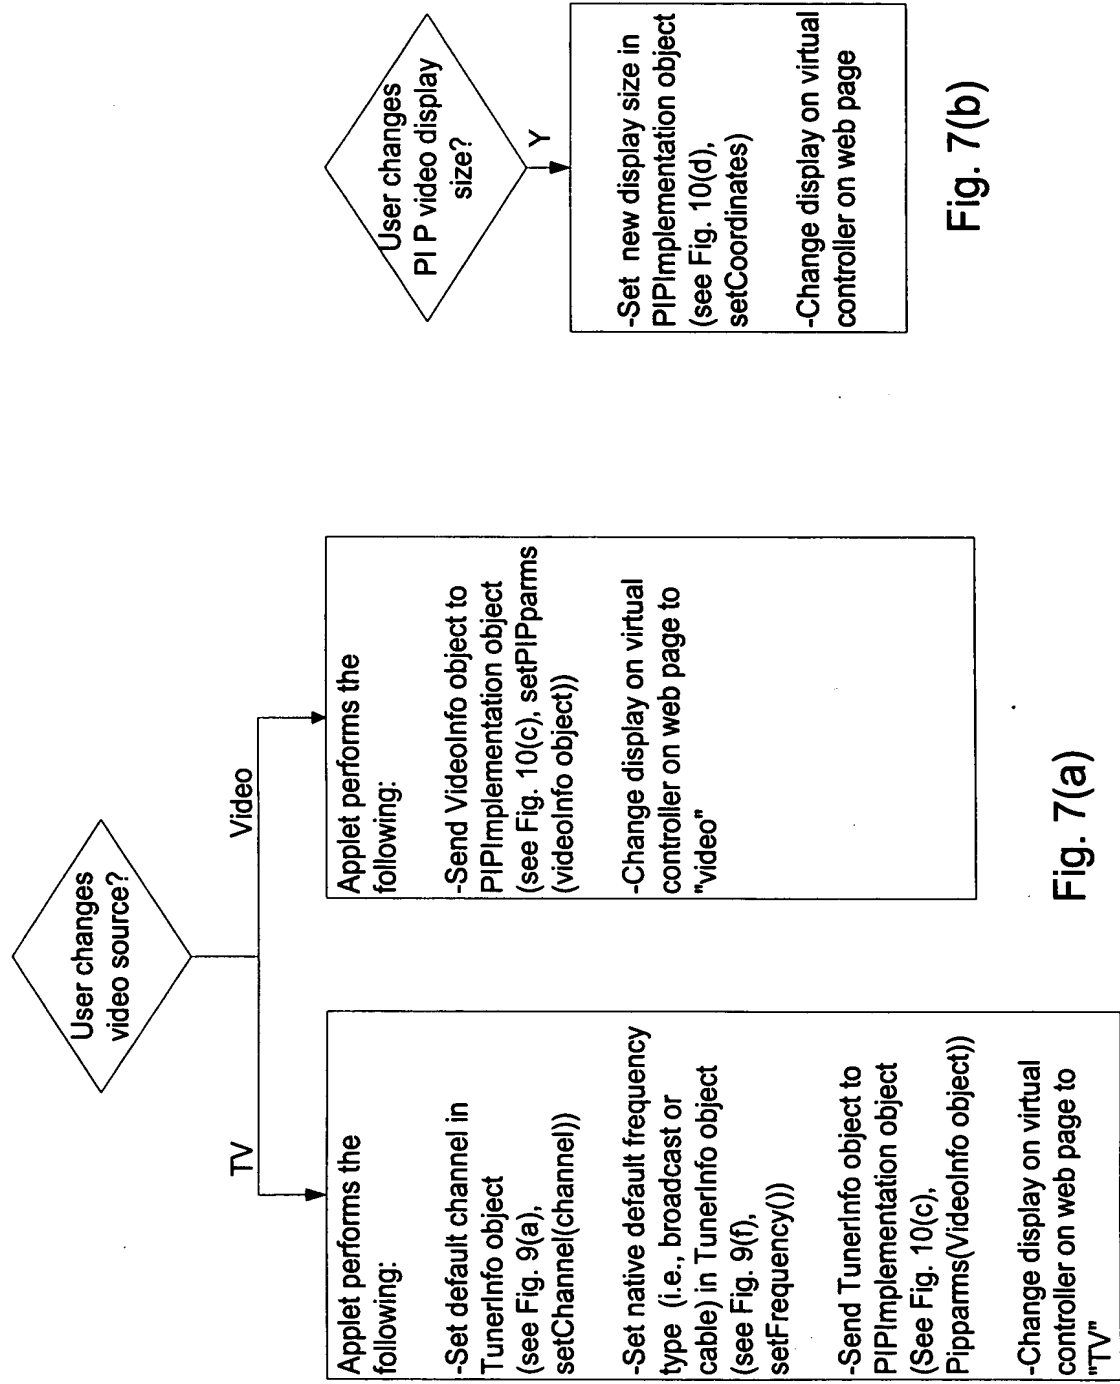 User changes
video source?
TV
Video
Applet performs the
following:
-Set default channel in
TunerInfo object
(see Fig. 9(a),
setChannel(channel))
-Set native default frequency
type (i.e., broadcast or
cable) in TunerInfo object
(see Fig. 9(f),
setFrequency())
-Send TunerInfo object to
PIPImplementation object
(See Fig. 10(c),
Pipparms(VideoInfo object))
-Change display on virtual
controller on web page to
"TV"
Applet performs the
following:
-Send VideoInfo object to
PIPImplementation object
(see Fig. 10(c), setPIPparms
(videoInfo object))
-Change display on virtual
controller on web page to
"video"
Fig. 7(a)
User changes
PI P video display
size?
Y
-Set new display size in
PIPImplementation object
(see Fig. 10(d),
setCoordinates)
-Change display on virtual
controller on web page
Fig. 7(b)